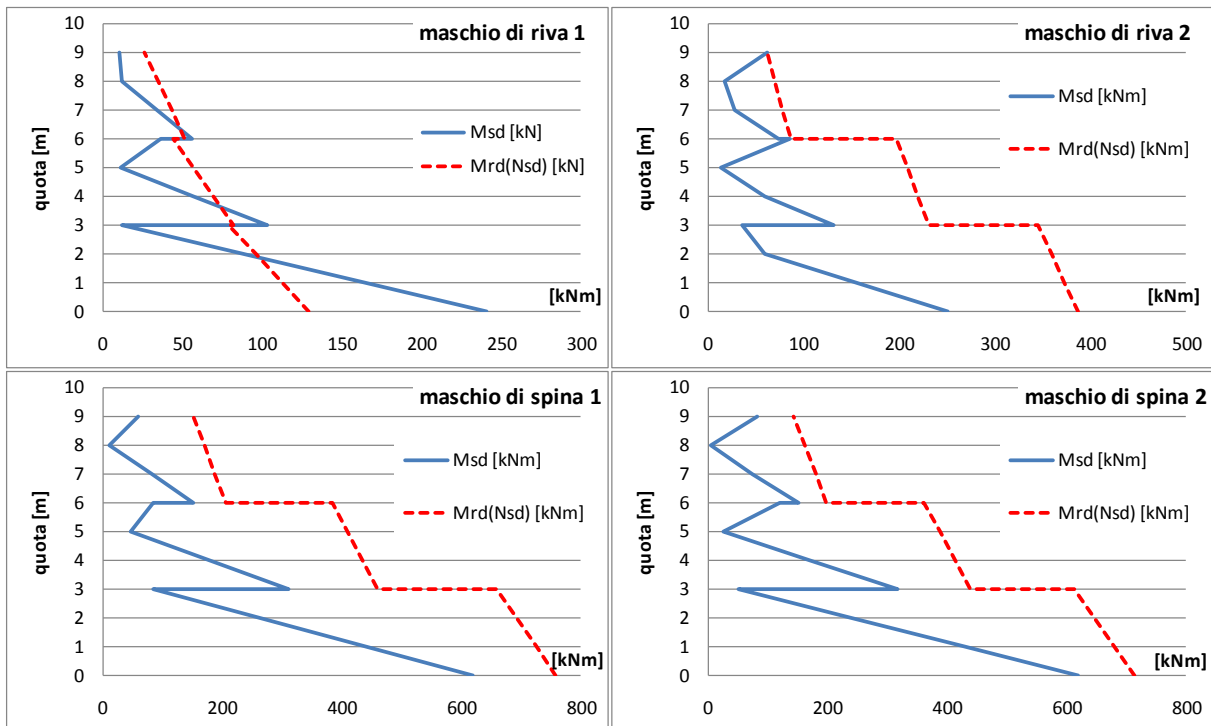 maschio di riva 1
10
9
8
7
6
5
4
3
2
1
0
quota [m]
Msd [kN]
Mrd(Nsd) [kN]
[kNm]
0 50 100 150 200 250 300
maschio di riva 2
10
9
8
7
6
5
4
3
2
1
0
quota [m]
Msd [kNm]
Mrd(Nsd) [kNm]
[kNm]
0 100 200 300 400 500
maschio di spina 1
10
9
8
7
6
5
4
3
2
1
0
quota [m]
Msd [kNm]
Mrd(Nsd) [kNm]
[kNm]
0 200 400 600 800
maschio di spina 2
10
9
8
7
6
5
4
3
2
1
0
quota [m]
Msd [kNm]
Mrd(Nsd) [kNm]
[kNm]
0 200 400 600 800